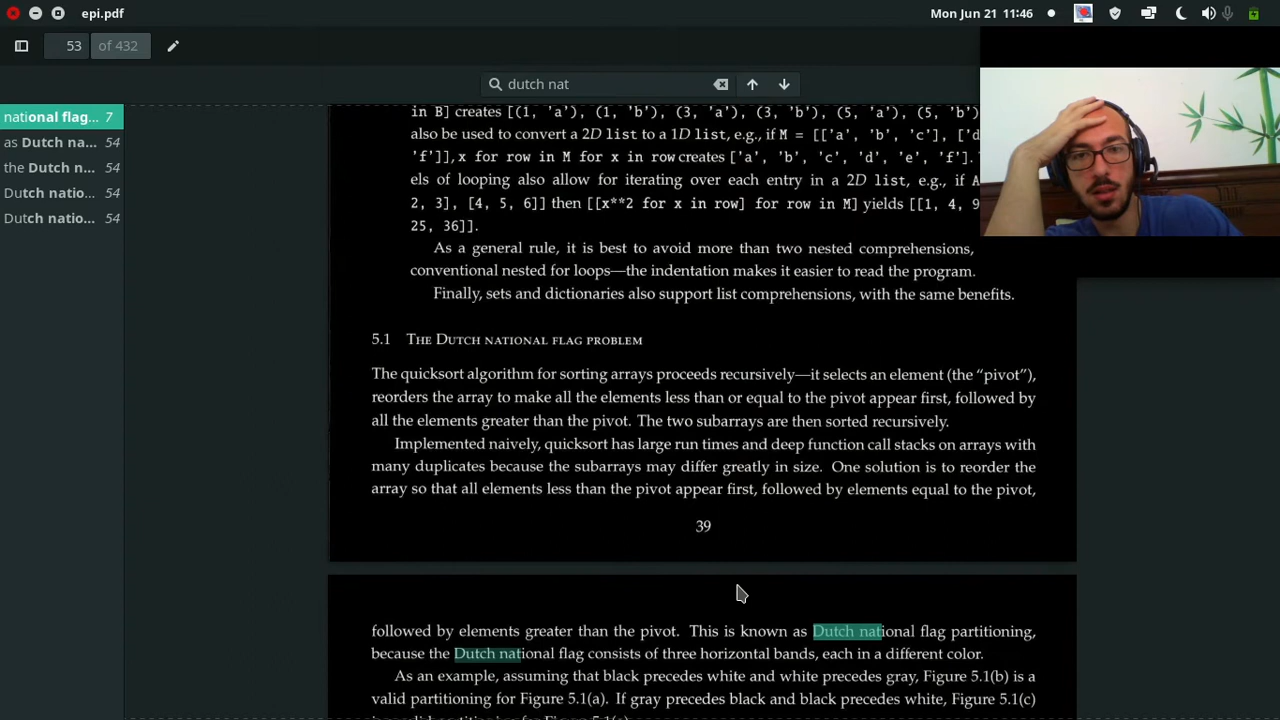 epi.pdf
Mon Jun 21 11:46
53 of 432
dutch nat
national flag... 7
as Dutch na... 54
the Dutch n... 54
Dutch natio... 54
Dutch natio... 54
in B] creates [(1, 'a'), (1, 'b'), (3, 'a'), (3, 'b'), (5, 'a'), (5, 'b')
also be used to convert a 2D list to a 1D list, e.g., if M = [['a', 'b', 'c'], ['d
'f']], x for row in M for x in row creates ['a', 'b', 'c', 'd', 'e', 'f'].
els of looping also allow for iterating over each entry in a 2D list, e.g., if A
2, 3], [4, 5, 6]] then [[x**2 for x in row] for row in M] yields [[1, 4, 9
25, 36]].
As a general rule, it is best to avoid more than two nested comprehensions,
conventional nested for loops—the indentation makes it easier to read the program.
Finally, sets and dictionaries also support list comprehensions, with the same benefits.
5.1 The Dutch national flag problem
The quicksort algorithm for sorting arrays proceeds recursively—it selects an element (the “pivot”),
reorders the array to make all the elements less than or equal to the pivot appear first, followed by
all the elements greater than the pivot. The two subarrays are then sorted recursively.
Implemented naively, quicksort has large run times and deep function call stacks on arrays with
many duplicates because the subarrays may differ greatly in size. One solution is to reorder the
array so that all elements less than the pivot appear first, followed by elements equal to the pivot,
39
followed by elements greater than the pivot. This is known as Dutch national flag partitioning,
because the Dutch national flag consists of three horizontal bands, each in a different color.
As an example, assuming that black precedes white and white precedes gray, Figure 5.1(b) is a
valid partitioning for Figure 5.1(a). If gray precedes black and black precedes white, Figure 5.1(c)